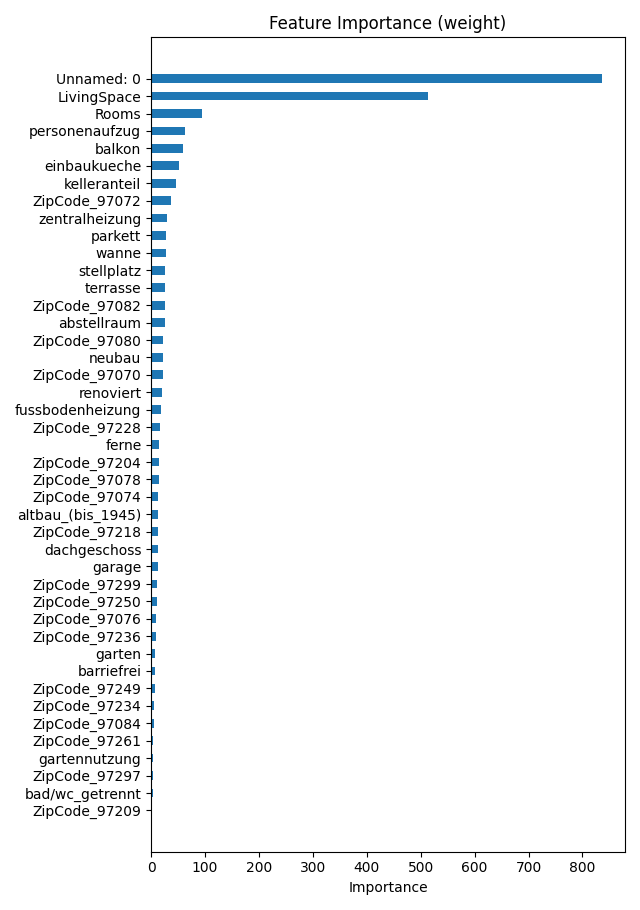 Feature Importance (weight)
Unnamed: 0
LivingSpace
Rooms
personenaufzug
balkon
einbaukueche
kelleranteil
ZipCode_97072
zentralheizung
parkett
wanne
stellplatz
terrasse
ZipCode_97082
abstellraum
ZipCode_97080
neubau
ZipCode_97070
renoviert
fussbodenheizung
ZipCode_97228
ferne
ZipCode_97204
ZipCode_97078
ZipCode_97074
altbau_(bis_1945)
ZipCode_97218
dachgeschoss
garage
ZipCode_97299
ZipCode_97250
ZipCode_97076
ZipCode_97236
garten
barriefrei
ZipCode_97249
ZipCode_97234
ZipCode_97084
ZipCode_97261
gartennutzung
ZipCode_97297
bad/wc_getrennt
ZipCode_97209
0 100 200 300 400 500 600 700 800
Importance